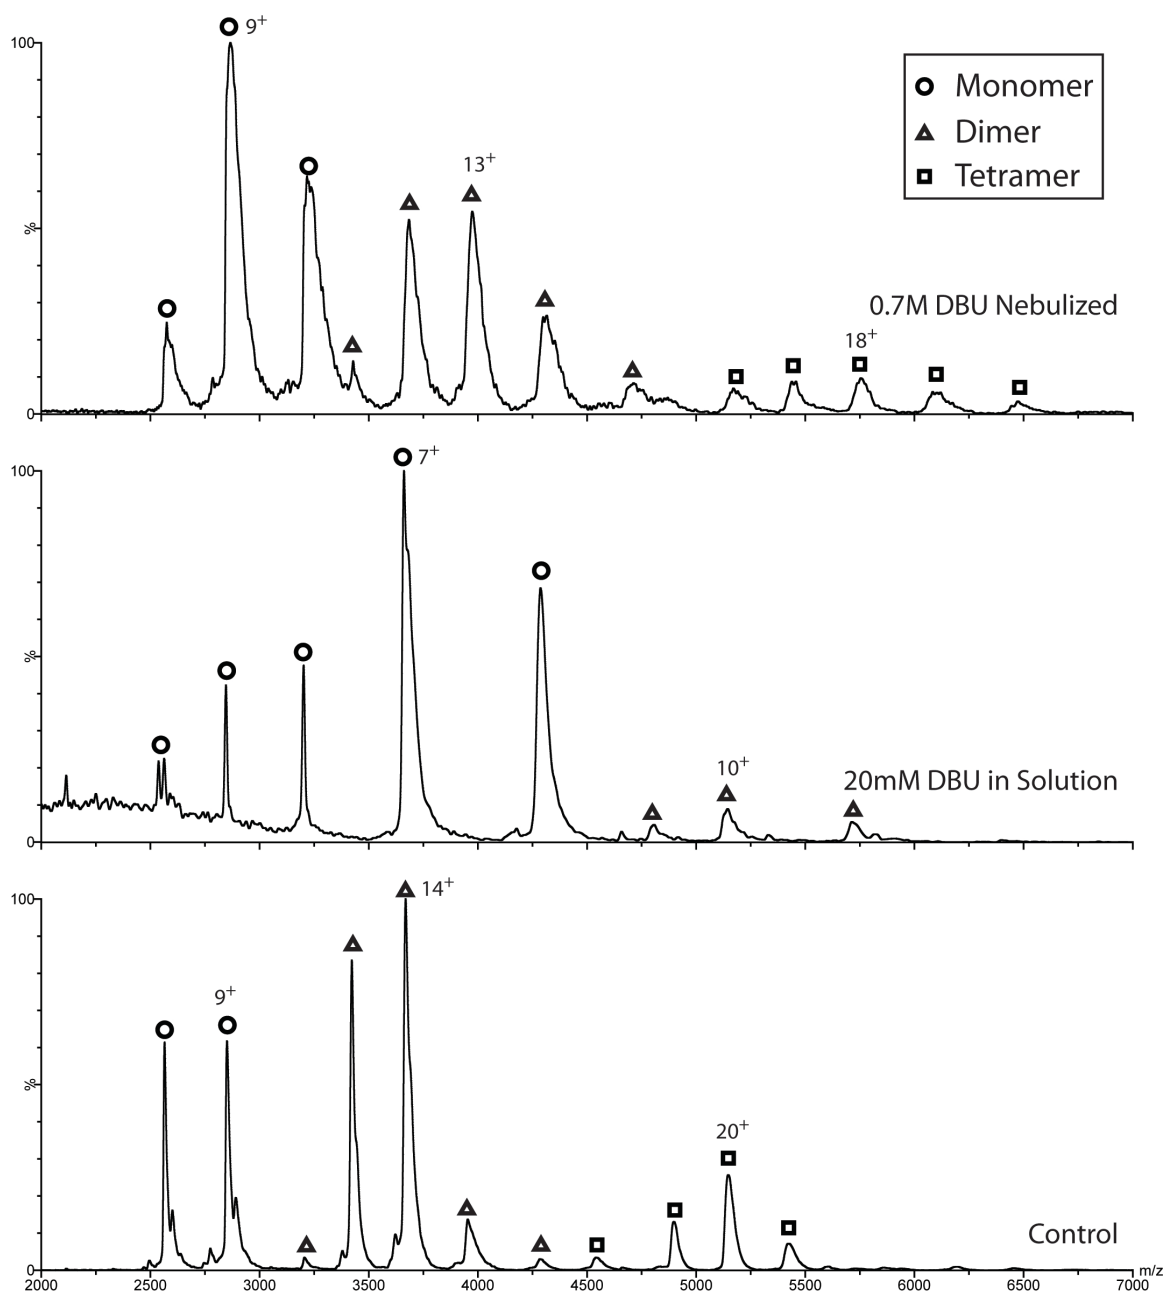 9+
100
Monomer
Dimer
Tetramer
13+
%
0.7M DBU Nebulized
18+
0
7+
100
%
10+
20mM DBU in Solution
0
14+
100
9+
%
20+
Control
0
2000 2500 3000 3500 4000 4500 5000 5500 6000 6500 7000 m/z